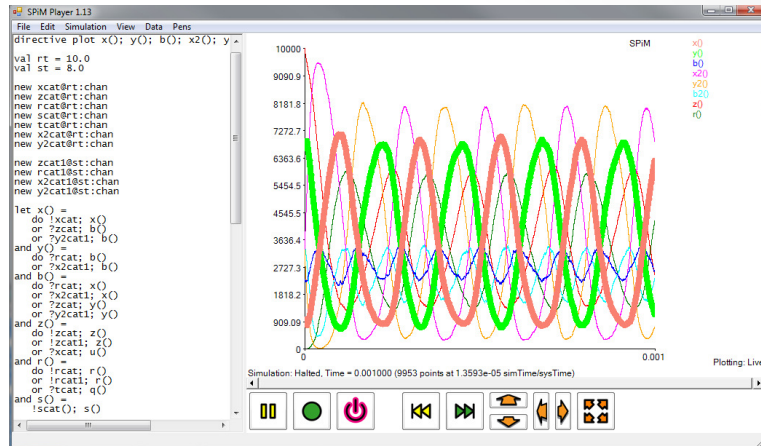 SPiM Player 1.13
File Edit Simulation View Data Pens
directive plot x(); y(); b(); x2(); y
val rt = 10.0
val st = 8.0
new xcat@rt:chan
new zcat@rt:chan
new rcat@rt:chan
new scat@rt:chan
new tcat@rt:chan
new x2cat@rt:chan
new y2cat@rt:chan
new zcat1@st:chan
new rcat1@st:chan
new x2cat1@st:chan
new y2cat1@st:chan
let x() =
do !xcat; x()
or ?zcat; b()
or ?y2cat1; b()
and y() =
do ?rcat; b()
or ?x2cat1; b()
and b() =
do ?rcat; x()
or ?x2cat1; x()
or ?zcat; y()
or ?y2cat1; y()
and z() =
do !zcat; z()
or !zcat1; z()
or ?xcat; u()
and r() =
do !rcat; r()
or !rcat1; r()
or ?tcat; q()
and s() =
!scat(); s()
SPiM
x()
y()
b()
x2()
y2()
b2()
z()
r()
10000
9090.9
8181.8
7272.7
6363.6
5454.5
4545.5
3636.4
2727.3
1818.2
909.09
0
0
0.001
Plotting: Live
Simulation: Halted, Time = 0.001000 (9953 points at 1.3593e-05 simTime/sysTime)